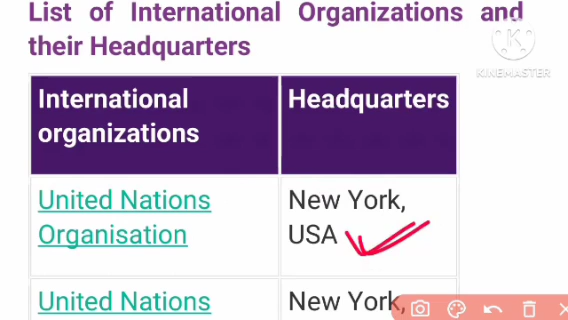 List of International Organizations and
their Headquarters
K
KINEMASTER
International Headquarters
organizations
United Nations New York,
Organisation USA
United Nations New York,